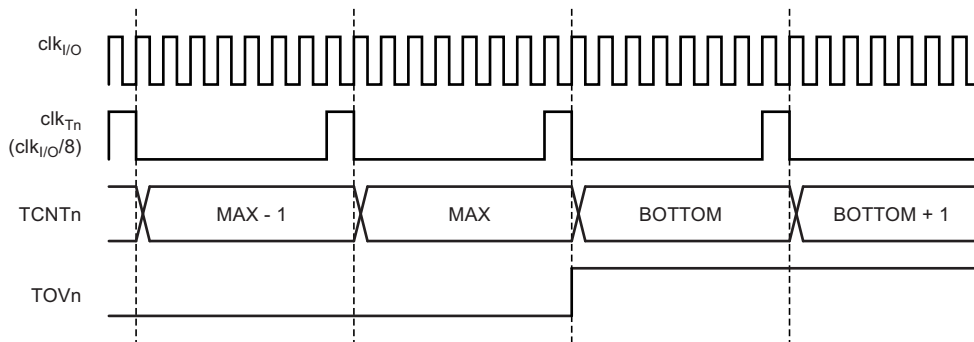 clkI/O
clkTn
(clkI/O/8)
TCNTn MAX - 1 MAX BOTTOM BOTTOM + 1
TOVn